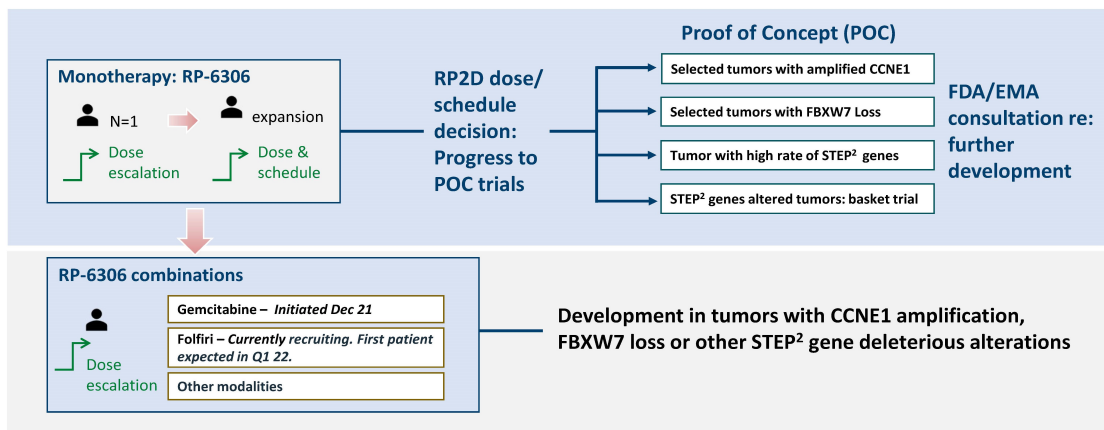 Proof of Concept (POC)
Monotherapy: RP-6306
N=1
expansion
Dose
escalation
Dose &
schedule
RP2D dose/
schedule
decision:
Progress to
POC trials
Selected tumors with amplified CCNE1
Selected tumors with FBXW7 Loss
Tumor with high rate of STEP² genes
STEP² genes altered tumors: basket trial
FDA/EMA
consultation re:
further
development
RP-6306 combinations
Dose
escalation
Gemcitabine – Initiated Dec 21
Folfiri – Currently recruiting. First patient
expected in Q1 22.
Other modalities
Development in tumors with CCNE1 amplification,
FBXW7 loss or other STEP² gene deleterious alterations